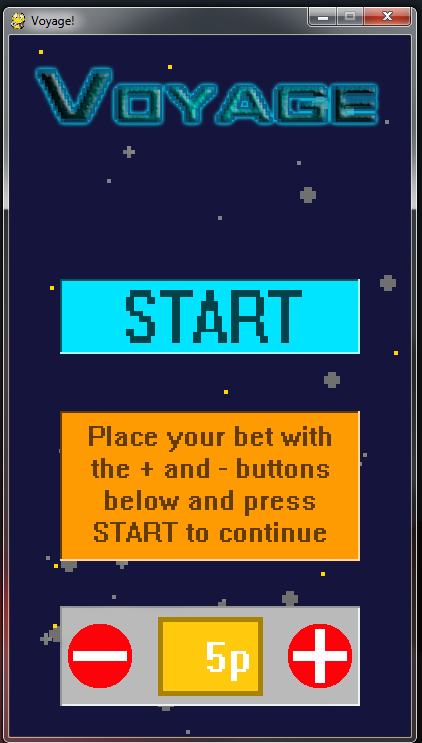 Voyage!
VOYAGE
START
Place your bet with
the + and - buttons
below and press
START to continue
5p